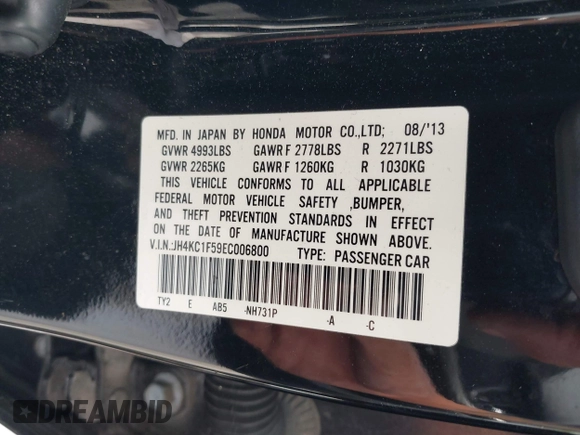 MFD. IN JAPAN BY HONDA MOTOR CO.,LTD; 08/'13
GVWR 4993LBS GAWR F 2778LBS R 2271LBS
GVWR 2265KG GAWR F 1260KG R 1030KG
THIS VEHICLE CONFORMS TO ALL APPLICABLE
FEDERAL MOTOR VEHICLE SAFETY ,BUMPER,
AND THEFT PREVENTION STANDARDS IN EFFECT
ON THE DATE OF MANUFACTURE SHOWN ABOVE.
V.I.N.:JH4KC1F59EC006800 TYPE: PASSENGER CAR
TY2 E AB5 -NH731P -A -C
DREAMBID